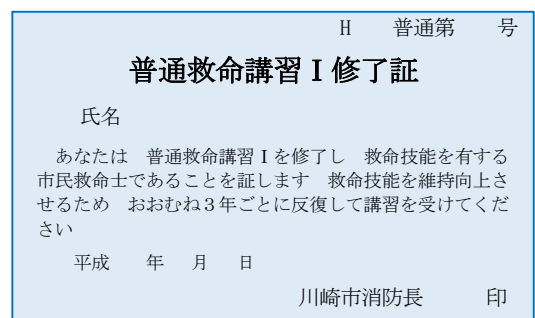 H　普通第　号
普通救命講習Ⅰ修了証
氏名
あなたは　普通救命講習Ⅰを修了し　救命技能を有する
市民救命士であることを証します　救命技能を維持向上さ
せるため　おおむね３年ごとに反復して講習を受けてくだ
さい
平成　年　月　日
川崎市消防長　印